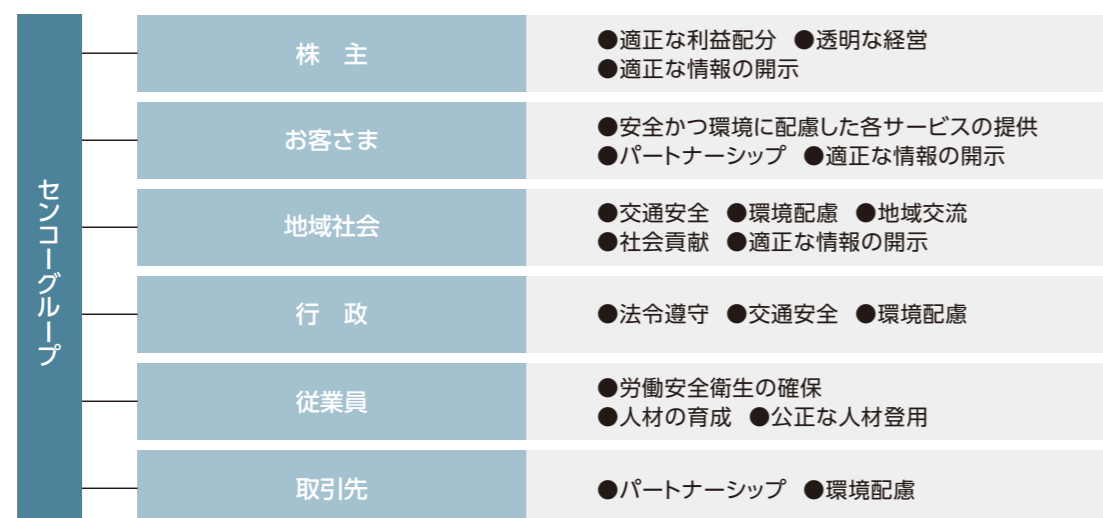 センコーグループ
株 主
●適正な利益配分 ●透明な経営
●適正な情報の開示
お客さま
●安全かつ環境に配慮した各サービスの提供
●パートナーシップ ●適正な情報の開示
地域社会
●交通安全 ●環境配慮 ●地域交流
●社会貢献 ●適正な情報の開示
行 政
●法令遵守 ●交通安全 ●環境配慮
従業員
●労働安全衛生の確保
●人材の育成 ●公正な人材登用
取引先
●パートナーシップ ●環境配慮